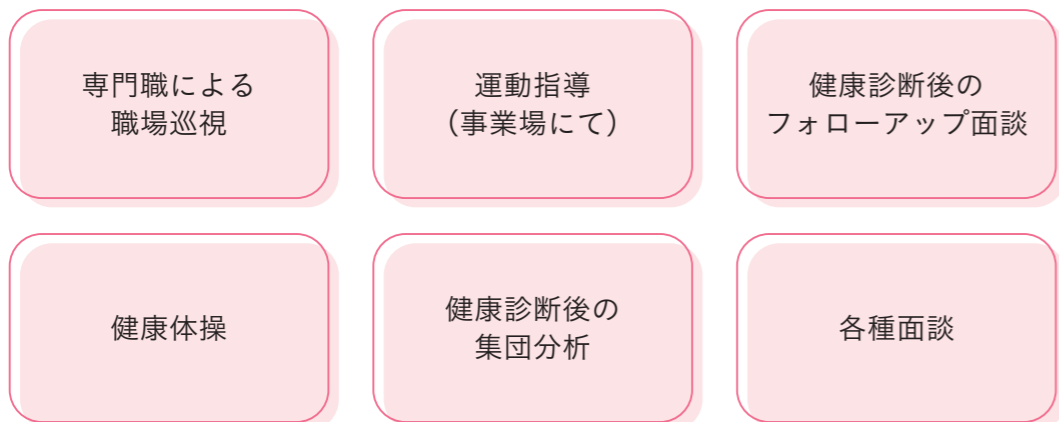 専門職による
職場巡視
運動指導
（事業場にて）
健康診断後の
フォローアップ面談
健康体操
健康診断後の
集団分析
各種面談